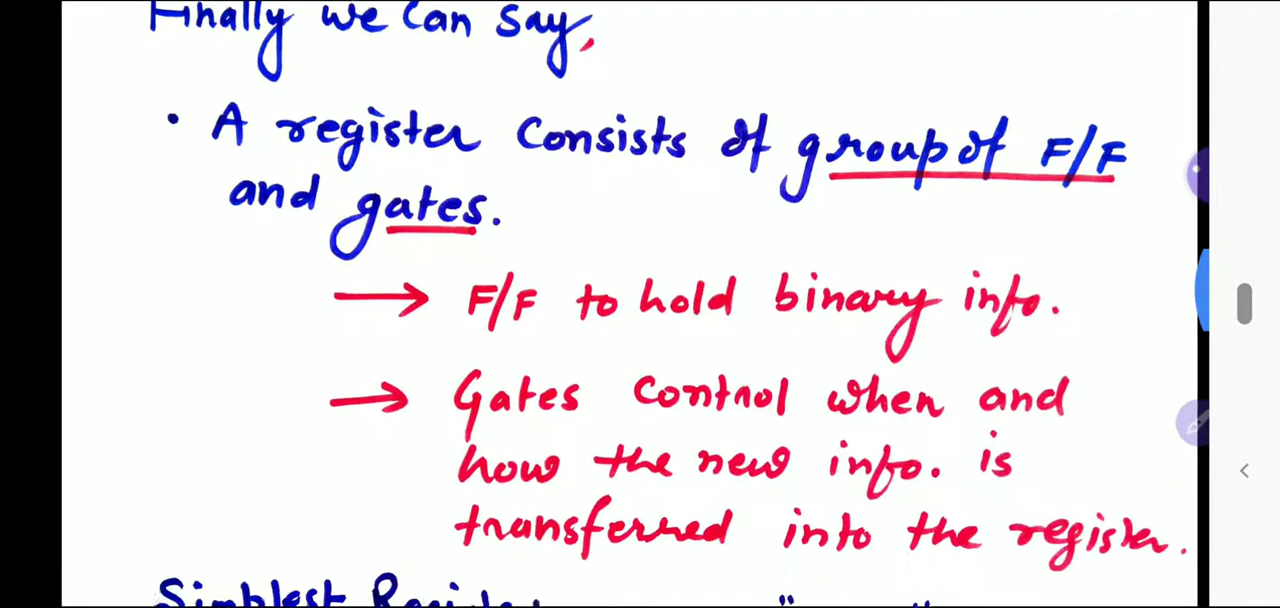 Finally we can say,
• A register consists of group of F/F
and gates.
→ F/F to hold binary info.
→ Gates control when and
how the new info. is
transferred into the register.
Simplest